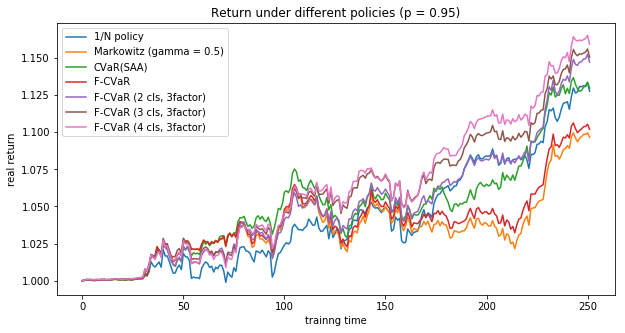 Return under different policies (p = 0.95)
1/N policy
Markowitz (gamma = 0.5)
CVaR(SAA)
F-CVaR
F-CVaR (2 cls, 3factor)
F-CVaR (3 cls, 3factor)
F-CVaR (4 cls, 3factor)
real return
1.150
1.125
1.100
1.075
1.050
1.025
1.000
0
50
100
150
200
250
trainng time